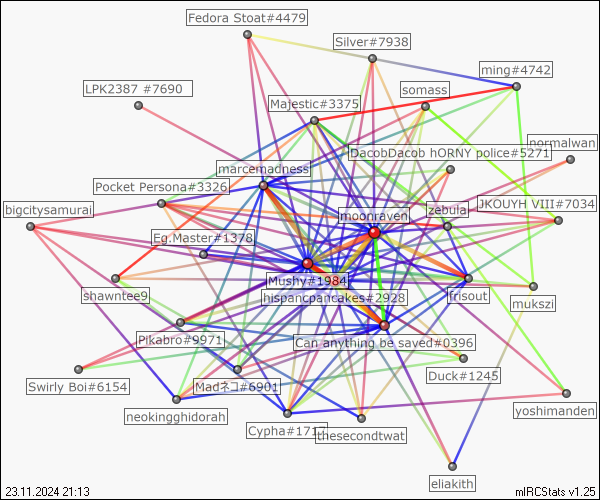 Fedora Stoat#4479
Silver#7938
ming#4742
LPK2387 #7690
somass
Majestic#3375
normalwan
DacobDacob hORNY police#5271
marcemadness
Pocket Persona#3326
JKOUYH VIII#7034
bigcitysamurai
moonraven
zebula
Eg.Master#1378
Mushy#1984
shawntee9
hispancpancakes#2928
frisout
mukszi
Pikabro#9971
Can anything be saved#0396
Swirly Boi#6154
Madネコ#6901
Duck#1245
neokingghidorah
yoshimanden
Cypha#171
thesecondtwat
eliakith
23.11.2024 21:13
mIRCStats v1.25